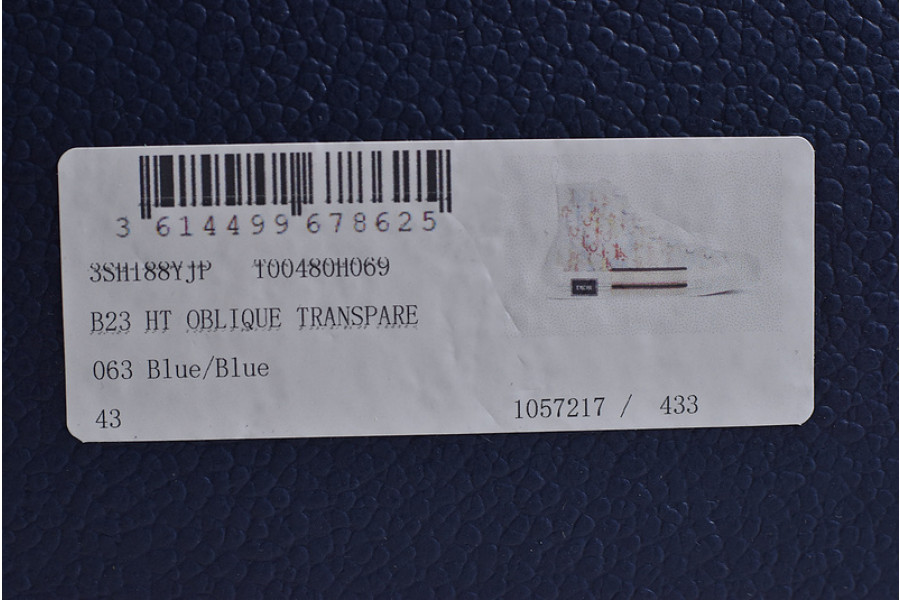 3 614499 678625
3SH188YJP T00480H069
B23 HT OBLIQUE TRANSPARE
063 Blue/Blue
43
1057217 / 433